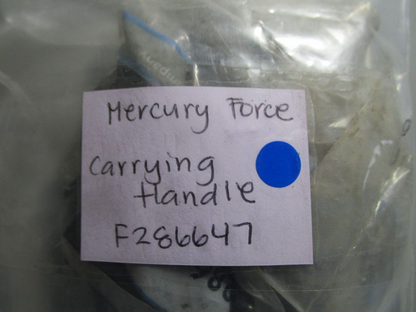 Mercury Force
Carrying
Handle
F286647